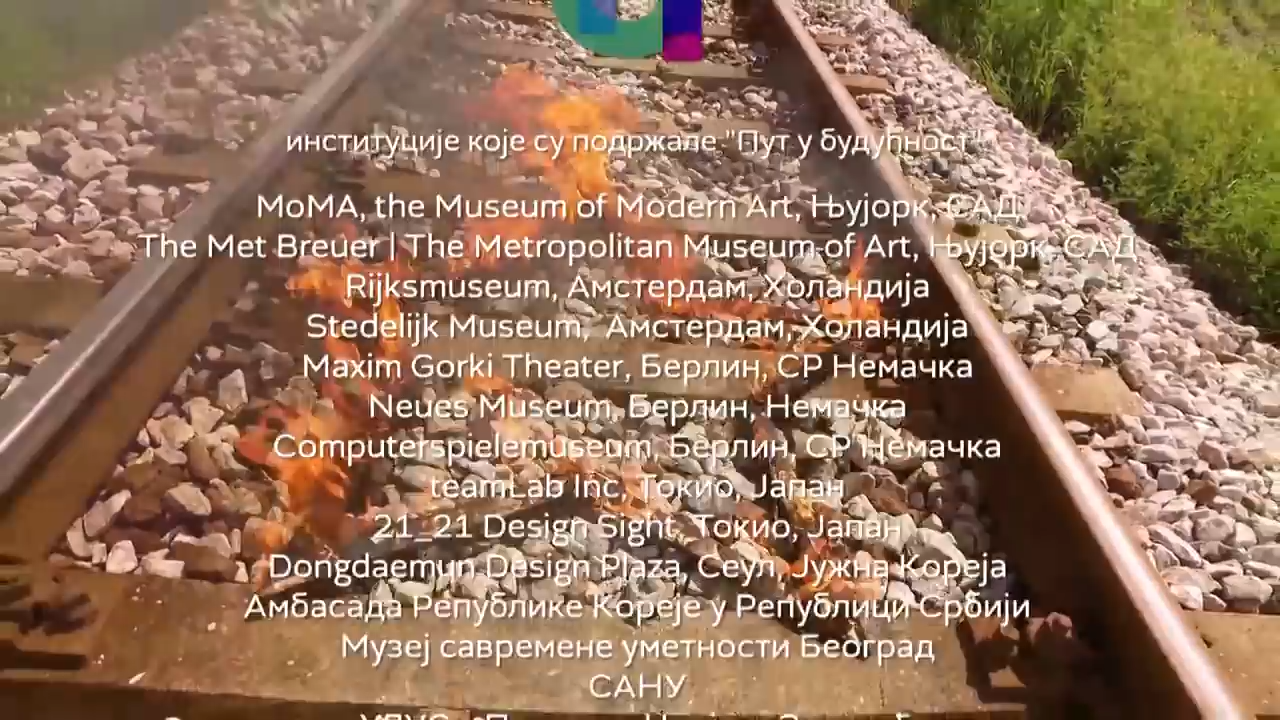 институције које су подржале "Пут у будућност"
MoMA, the Museum of Modern Art, Њујорк, САД
The Met Breuer | The Metropolitan Museum of Art, Њујорк, САД
Rijksmuseum, Амстердам, Холандија
Stedelijk Museum, Амстердам, Холандија
Maxim Gorki Theater, Берлин, СР Немачка
Neues Museum, Берлин, Немачка
Computerspielemuseum, Берлин, СР Немачка
teamLab Inc, Токио, Јапан
21_21 Design Sight, Токио, Јапан
Dongdaemun Design Plaza, Сеул, Јужна Кореја
Амбасада Републике Кореје у Републици Србији
Музеј савремене уметности Београд
САНУ